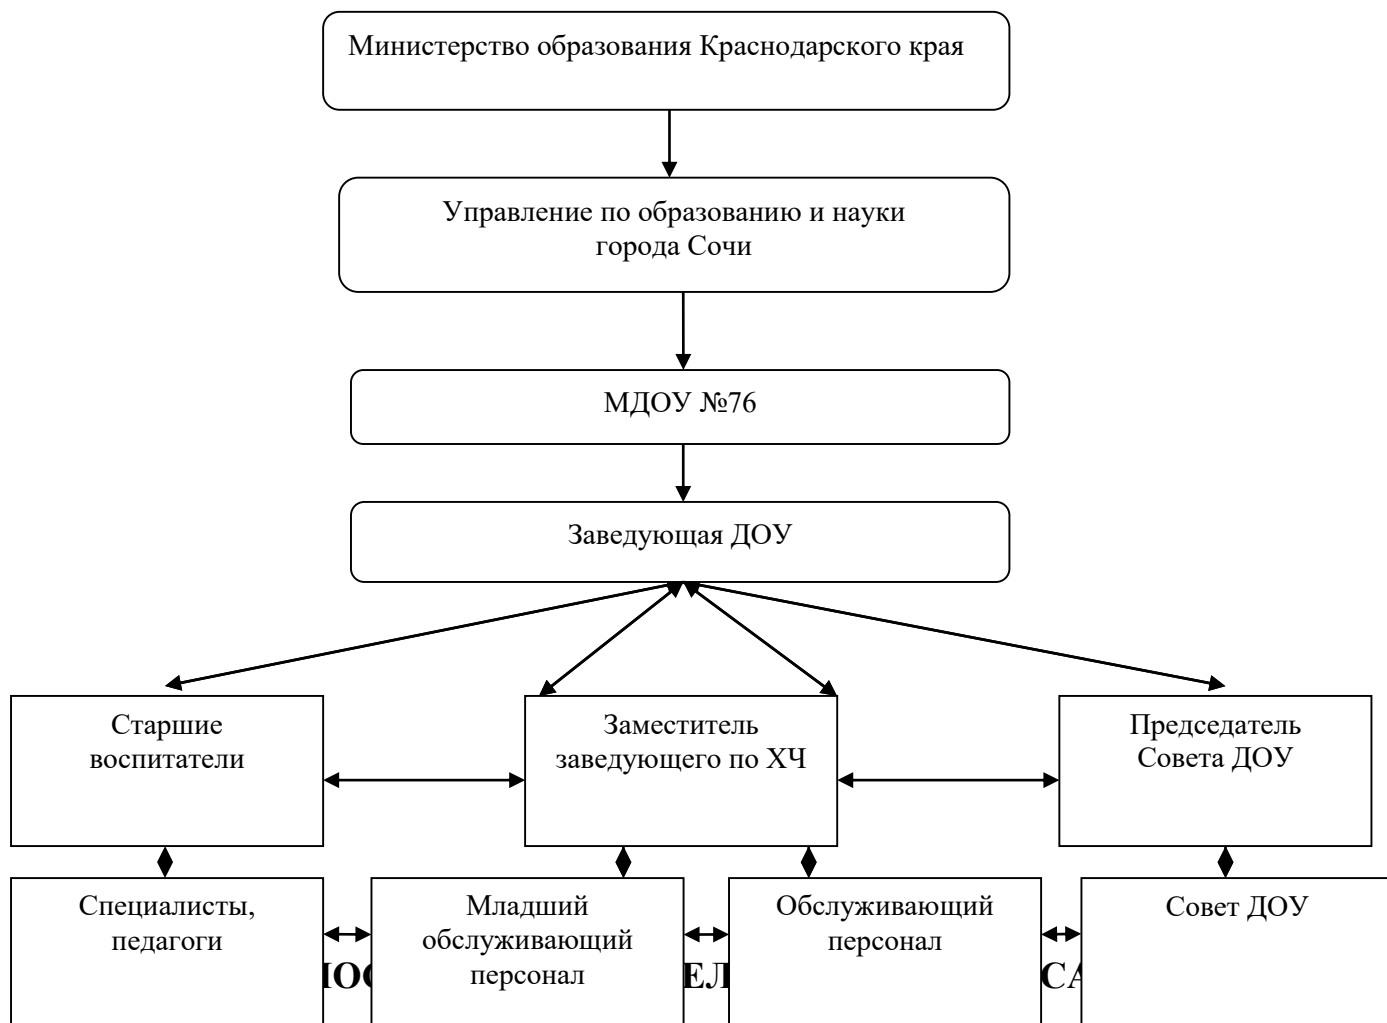 Министерство образования Краснодарского края
Управление по образованию и науки
города Сочи
МДОУ №76
Заведующая ДОУ
Старшие
воспитатели
Заместитель
заведующего по ХЧ
Председатель
Совета ДОУ
Специалисты,
педагоги
Младший
обслуживающий
персонал
Обслуживающий
персонал
Совет ДОУ